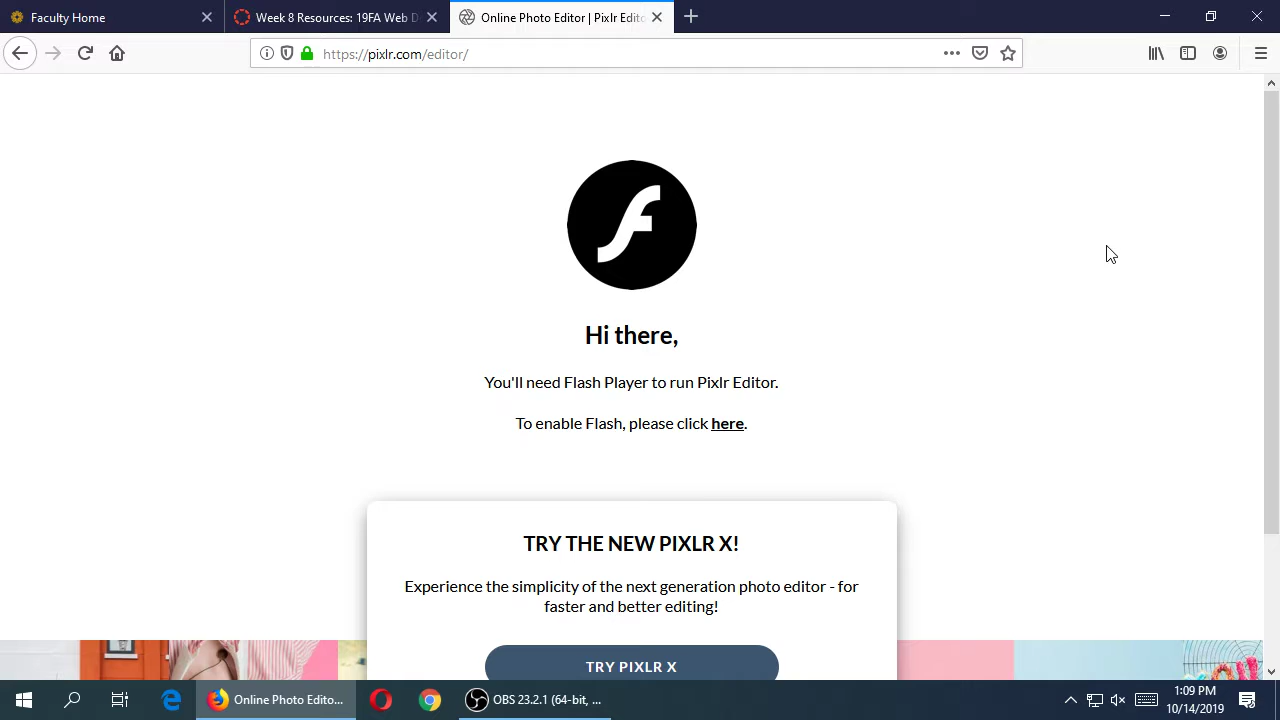 Faculty Home
Week 8 Resources: 19FA Web D
Online Photo Editor | Pixlr Edito
https://pixlr.com/editor/
Hi there,
You'll need Flash Player to run Pixlr Editor.
To enable Flash, please click here.
TRY THE NEW PIXLR X!
Experience the simplicity of the next generation photo editor - for
faster and better editing!
TRY PIXLR X
Online Photo Edito...
OBS 23.2.1 (64-bit, ...
1:09 PM
10/14/2019